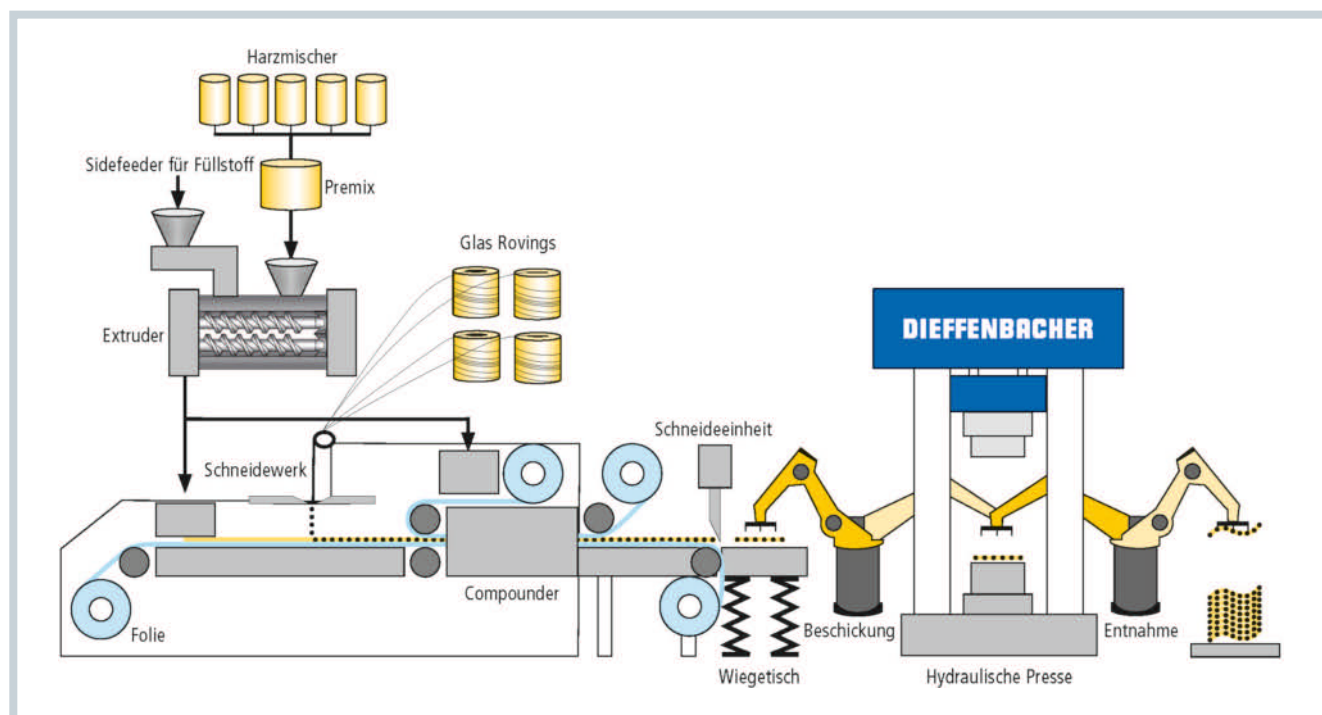 Harzmischer
Sidefeeder für Füllstoff
Premix
Glas Rovings
Extruder
DIEFFENBACHER
Schneideeinheit
Schneidewerk
Compounder
Folie
Beschickung
Entnahme
Wiegetisch
Hydraulische Presse